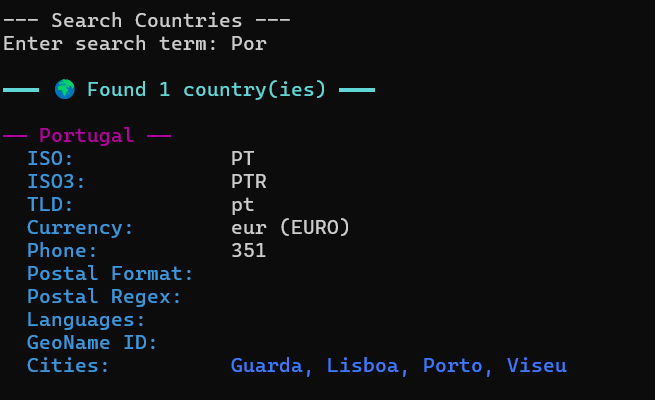 --- Search Countries ---
Enter search term: Por
Found 1 country(ies)
Portugal
ISO: PT
ISO3: PTR
TLD: pt
Currency: eur (EURO)
Phone: 351
Postal Format:
Postal Regex:
Languages:
GeoName ID:
Cities: Guarda, Lisboa, Porto, Viseu